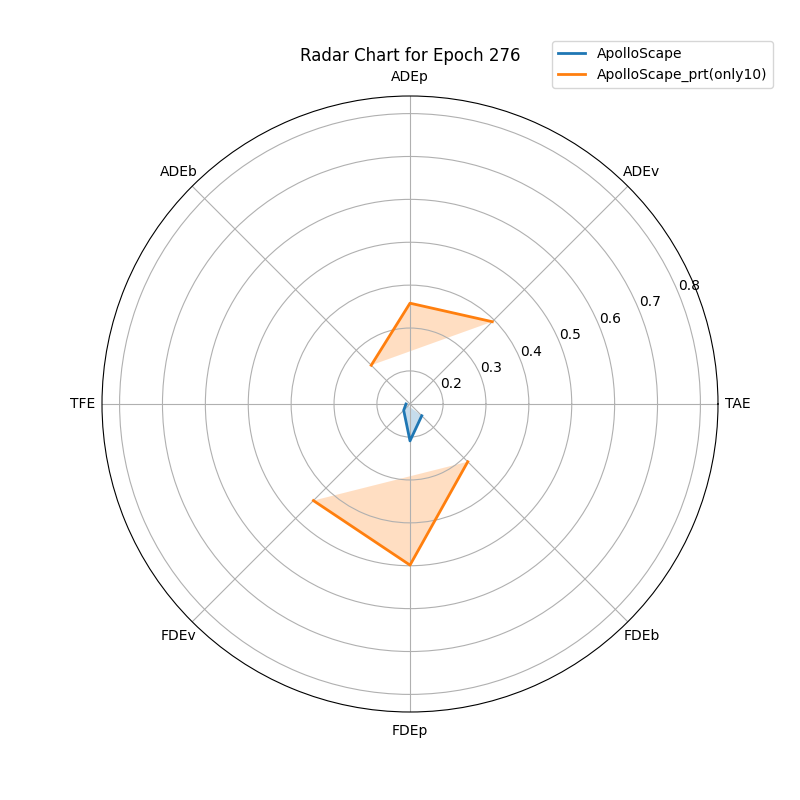 Radar Chart for Epoch 276
ApolloScape
ApolloScape_prt(only10)
ADEp
ADEb
ADEv
0.8
0.7
0.6
0.5
0.4
0.3
0.2
TFE
TAE
FDEv
FDEb
FDEp